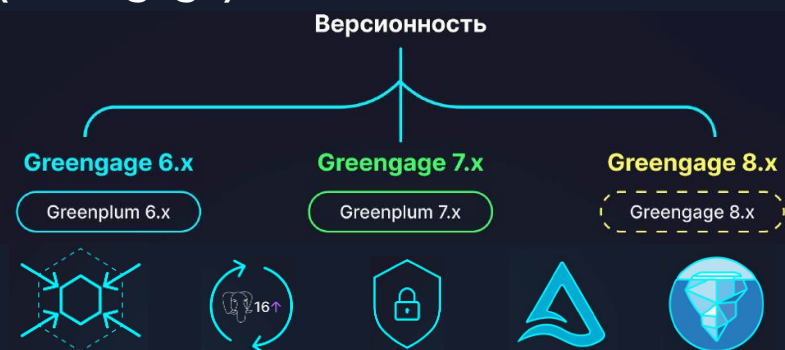 Версионность
Greengage 6.x
Greengage 7.x
Greengage 8.x
Greenplum 6.x
Greenplum 7.x
Greengage 8.x
16↑